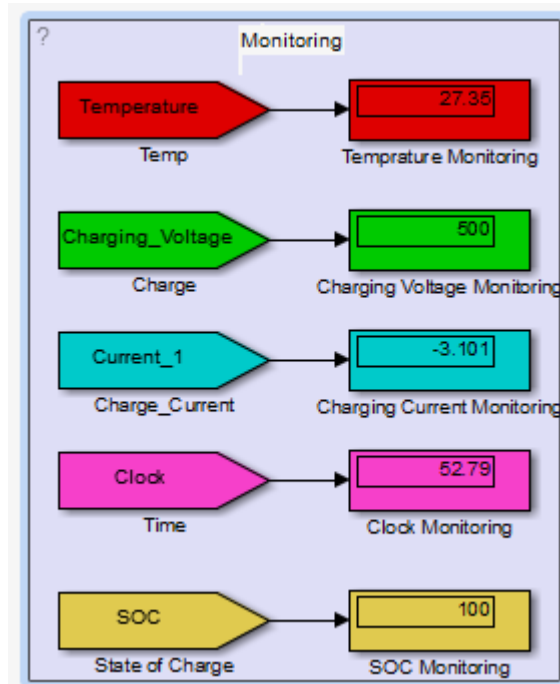 ?
Monitoring
Temperature
27.35
Temp
Temprature Monitoring
Charging_Voltage
500
Charge
Charging Voltage Monitoring
Current_1
-3.101
Charge_Current
Charging Current Monitoring
Clock
52.79
Time
Clock Monitoring
SOC
100
State of Charge
SOC Monitoring